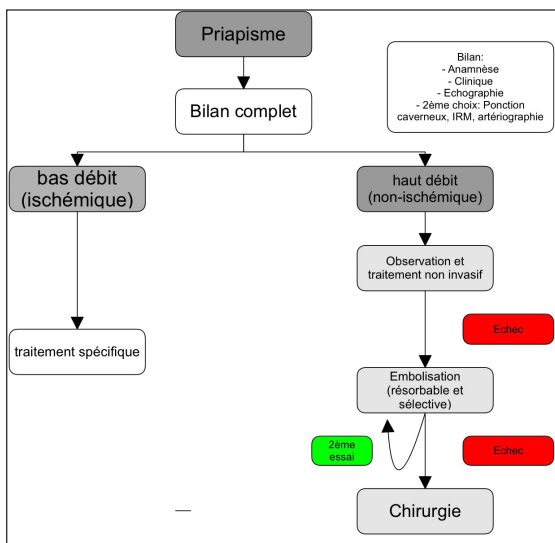 Priapisme
Bilan:
- Anamnèse
- Clinique
- Echographie
- 2ème choix: Ponction
caverneux, IRM, artériographie
Bilan complet
bas débit
(ischémique)
haut débit
(non-ischémique)
Observation et
traitement non invasif
Echec
traitement spécifique
Embolisation
(résorbable et
sélective)
2ème
essai
Echec
Chirurgie